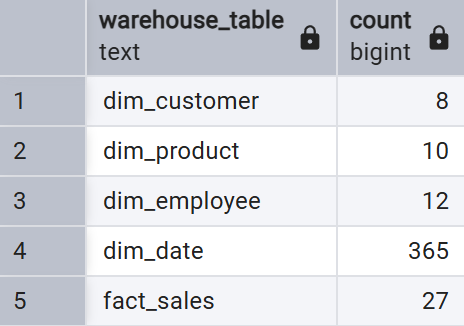 warehouse_table count
text bigint
1 dim_customer 8
2 dim_product 10
3 dim_employee 12
4 dim_date 365
5 fact_sales 27